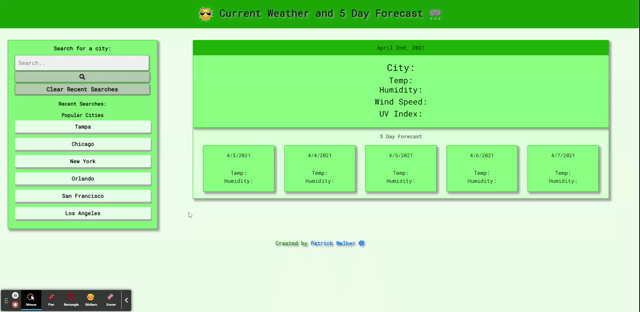 Current Weather and 5 Day Forecast
Search for a city:
Search..
Clear Recent Searches
Recent Searches:
Popular Cities
Tampa
Chicago
New York
Orlando
San Francisco
Los Angeles
April 2nd, 2021
City:
Temp:
Humidity:
Wind Speed:
UV Index:
5 Day Forecast
4/3/2021
Temp:
Humidity:
4/4/2021
Temp:
Humidity:
4/5/2021
Temp:
Humidity:
4/6/2021
Temp:
Humidity:
4/7/2021
Temp:
Humidity:
Created by Patrick Walker
Mouse
Pen
Rectangle
Stickers
Eraser